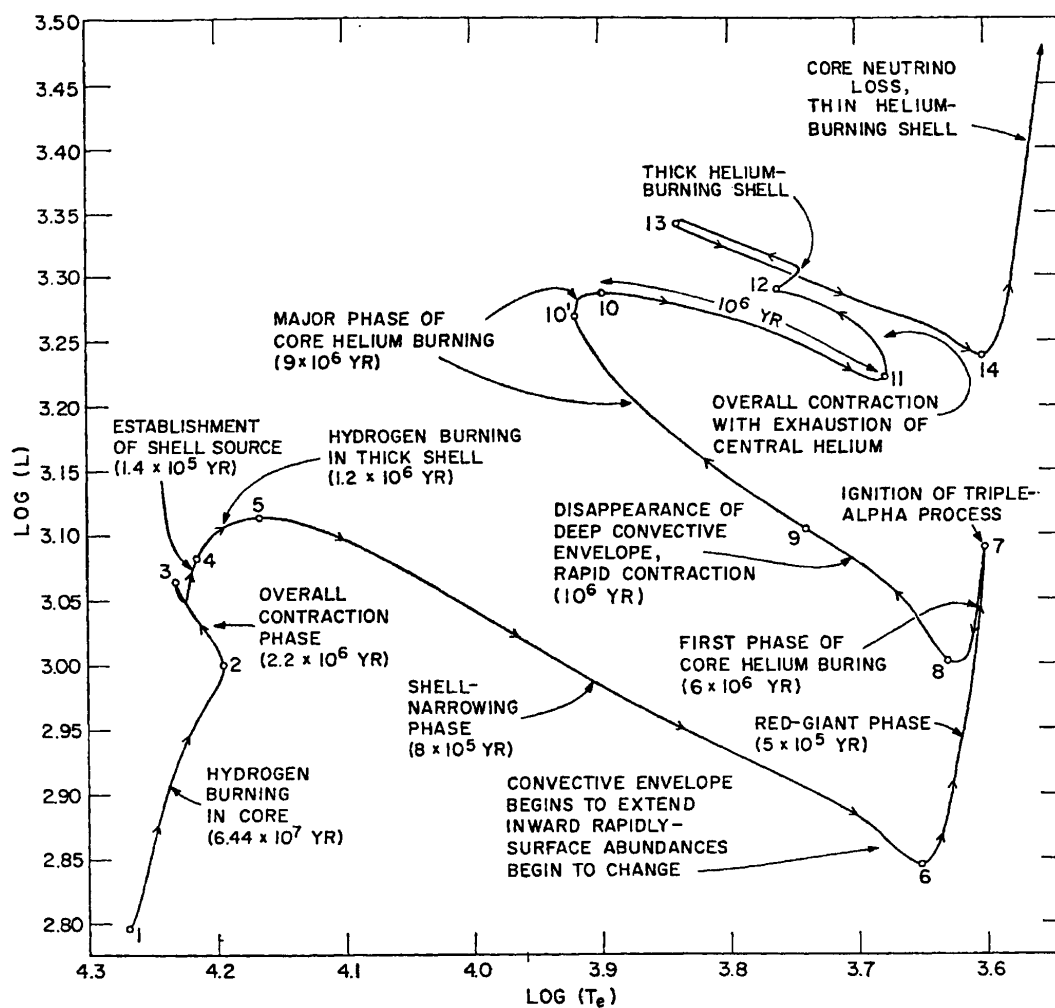 3.50
3.45
3.40
3.35
3.30
3.25
3.20
3.15
3.10
3.05
3.00
2.95
2.90
2.85
2.80
LOG (L)
4.3
4.2
4.1
4.0
3.9
3.8
3.7
3.6
LOG (Te)
CORE NEUTRINO
LOSS,
THIN HELIUM-
BURNING SHELL
THICK HELIUM-
BURNING SHELL
13
12
10
10'
10⁶ YR
11
14
MAJOR PHASE OF
CORE HELIUM BURNING
(9 x 10⁶ YR)
OVERALL CONTRACTION
WITH EXHAUSTION OF
CENTRAL HELIUM
ESTABLISHMENT
OF SHELL SOURCE
(1.4 x 10⁵ YR)
HYDROGEN BURNING
IN THICK SHELL
(1.2 x 10⁶ YR)
IGNITION OF TRIPLE-
ALPHA PROCESS
7
5
4
3
9
DISAPPEARANCE OF
DEEP CONVECTIVE
ENVELOPE,
RAPID CONTRACTION
(10⁶ YR)
OVERALL
CONTRACTION
PHASE
(2.2 x 10⁶ YR)
2
FIRST PHASE OF
CORE HELIUM BURING
(6 x 10⁶ YR)
8
SHELL-
NARROWING
PHASE
(8 x 10⁵ YR)
RED-GIANT PHASE
(5 x 10⁵ YR)
HYDROGEN
BURNING
IN CORE
(6.44 x 10⁷ YR)
CONVECTIVE ENVELOPE
BEGINS TO EXTEND
INWARD RAPIDLY-
SURFACE ABUNDANCES
BEGIN TO CHANGE
6
1